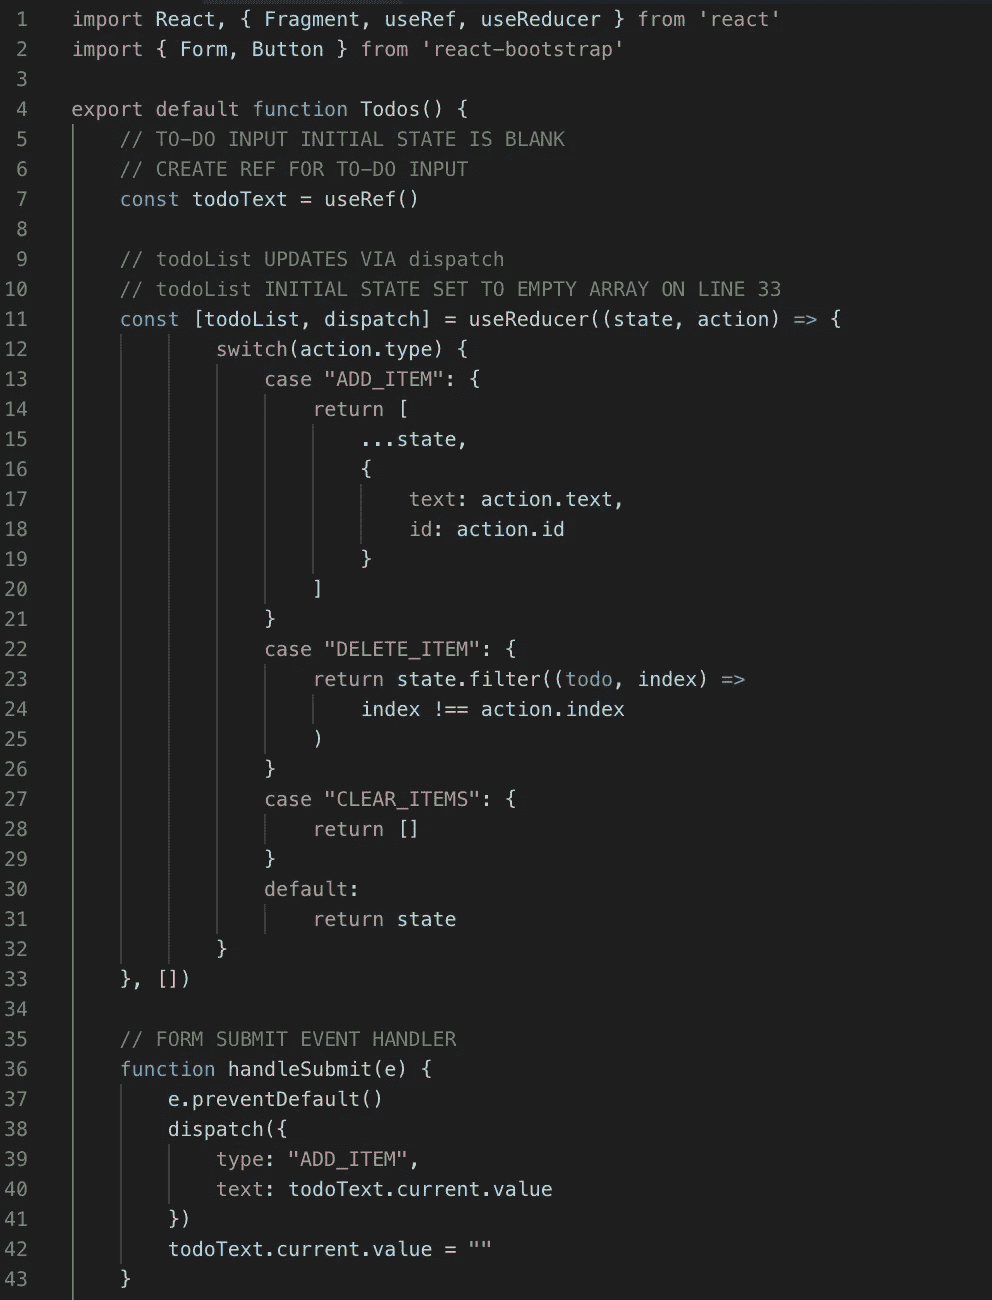 1 import React, { Fragment, useRef, useReducer } from 'react'
2 import { Form, Button } from 'react-bootstrap'
3
4 export default function Todos() {
5     // TO-DO INPUT INITIAL STATE IS BLANK
6     // CREATE REF FOR TO-DO INPUT
7     const todoText = useRef()
8
9     // todoList UPDATES VIA dispatch
10     // todoList INITIAL STATE SET TO EMPTY ARRAY ON LINE 33
11     const [todoList, dispatch] = useReducer((state, action) => {
12             switch(action.type) {
13                 case "ADD_ITEM": {
14                     return [
15                         ...state,
16                         {
17                             text: action.text,
18                             id: action.id
19                         }
20                     ]
21                 }
22                 case "DELETE_ITEM": {
23                     return state.filter((todo, index) =>
24                         index !== action.index
25                     )
26                 }
27                 case "CLEAR_ITEMS": {
28                     return []
29                 }
30                 default:
31                     return state
32             }
33     }, [])
34
35     // FORM SUBMIT EVENT HANDLER
36     function handleSubmit(e) {
37         e.preventDefault()
38         dispatch({
39             type: "ADD_ITEM",
40             text: todoText.current.value
41         })
42         todoText.current.value = ""
43     }